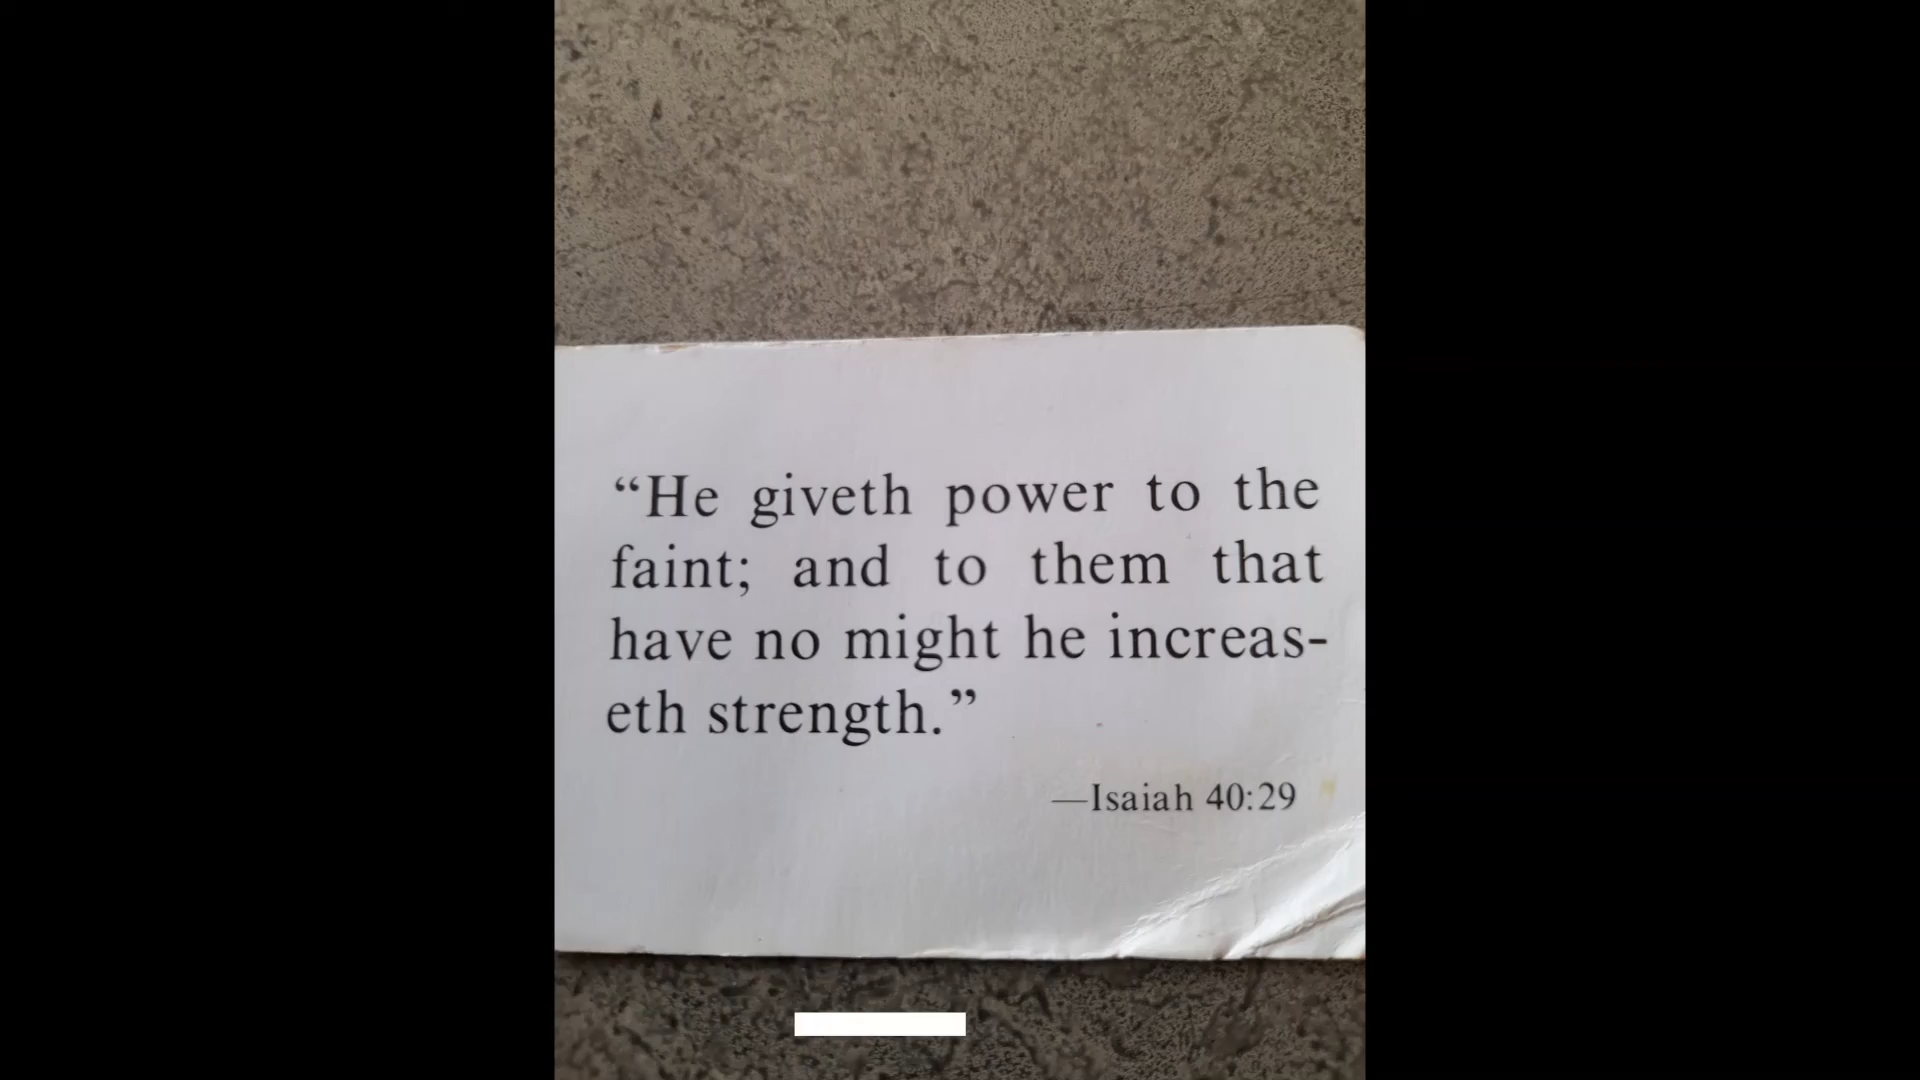 “He giveth power to the
faint; and to them that
have no might he increas-
eth strength.”
—Isaiah 40:29